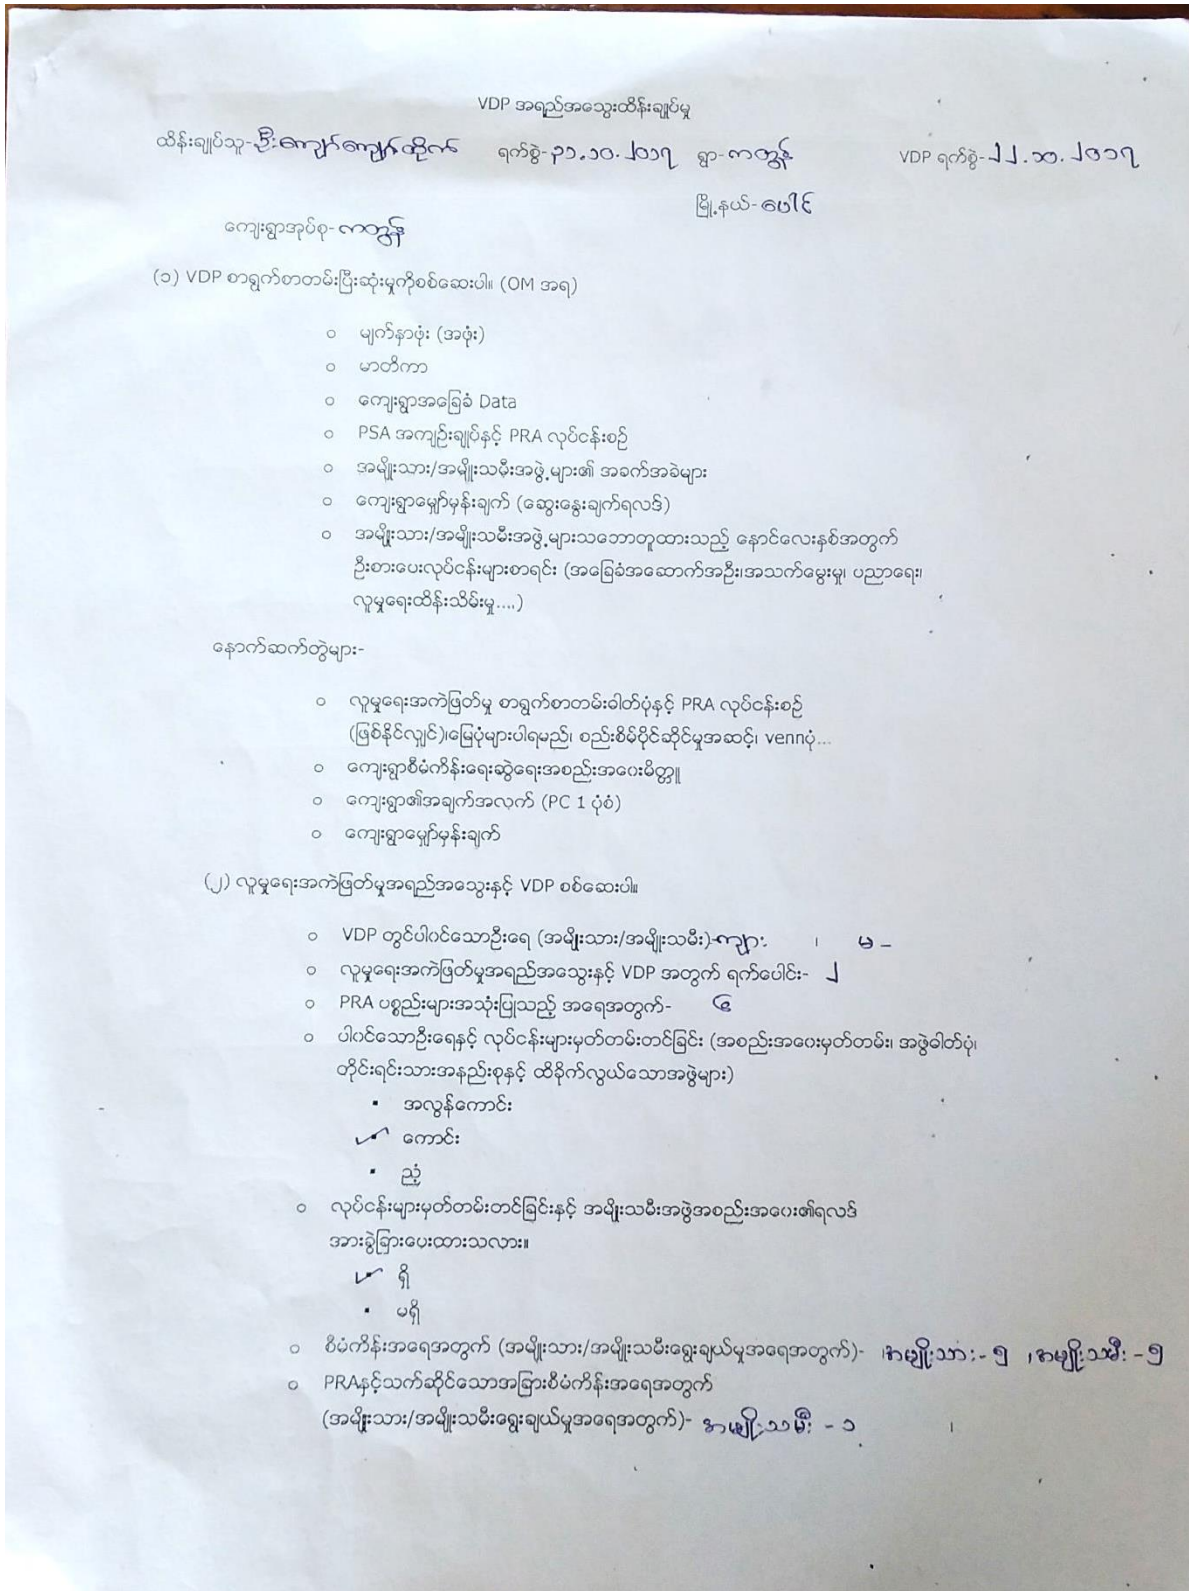 VDP အရည်အသွေးထိန်းချုပ်မှု
ထိန်းချုပ်သူ-ဦးကျော်ကျော်ထိုက် ရက်စွဲ-၃၁.၁၀.၂၀၁၇ ရွာ-ကတွန့် VDP ရက်စွဲ-၂၂.၁၀.၂၀၁၇
မြို့နယ်-ပေါင်
ကျေးရွာအုပ်စု-ကတွန့်
(၁) VDP စာရွက်စာတမ်းပြီးဆုံးမှုကိုစစ်ဆေးပါ။ (OM အရ)
○ မျက်နှာဖုံး (အဖုံး)
○ မာတိကာ
○ ကျေးရွာအခြေခံ Data
○ PSA အကျဉ်းချုပ်နှင့် PRA လုပ်ငန်းစဉ်
○ အမျိုးသား/အမျိုးသမီးအဖွဲ့များ၏ အခက်အခဲများ
○ ကျေးရွာမျှော်မှန်းချက် (ဆွေးနွေးချက်ရလဒ်)
○ အမျိုးသား/အမျိုးသမီးအဖွဲ့များသဘောတူထားသည့် နောင်လေးနှစ်အတွက်
ဦးစားပေးလုပ်ငန်းများစာရင်း (အခြေခံအဆောက်အဦး၊အသက်မွေးမှု၊ ပညာရေး၊
လူမှုရေးထိန်းသိမ်းမှု....)
နောက်ဆက်တွဲများ-
○ လူမှုရေးအကဲဖြတ်မှု စာရွက်စာတမ်းဓါတ်ပုံနှင့် PRA လုပ်ငန်းစဉ်
(ဖြစ်နိုင်လျှင်)၊မြေပုံများပါရမည်၊ စည်းစိမ်ပိုင်ဆိုင်မှုအဆင့်၊ vennပုံ...
○ ကျေးရွာစီမံကိန်းရေးဆွဲရေးအစည်းအဝေးမိတ္တူ
○ ကျေးရွာ၏အချက်အလက် (PC 1 ပုံစံ)
○ ကျေးရွာမျှော်မှန်းချက်
(၂) လူမှုရေးအကဲဖြတ်မှုအရည်အသွေးနှင့် VDP စစ်ဆေးပါ။
○ VDP တွင်ပါဝင်သောဦးရေ (အမျိုးသား/အမျိုးသမီး)-ကျား ၊ မ -
○ လူမှုရေးအကဲဖြတ်မှုအရည်အသွေးနှင့် VDP အတွက် ရက်ပေါင်း- ၂
○ PRA ပစ္စည်းများအသုံးပြုသည့် အရေအတွက်- ၉
○ ပါဝင်သောဦးရေနှင့် လုပ်ငန်းများမှတ်တမ်းတင်ခြင်း (အစည်းအဝေးမှတ်တမ်း၊ အဖွဲဓါတ်ပုံ၊
တိုင်းရင်းသားအနည်းစုနှင့် ထိခိုက်လွယ်သောအဖွဲများ)
▪ အလွန်ကောင်း
✓ ကောင်း
▪ ညံ့
○ လုပ်ငန်းများမှတ်တမ်းတင်ခြင်းနှင့် အမျိုးသမီးအဖွဲအစည်းအဝေး၏ရလဒ်
အားခွဲခြားပေးထားသလား။
✓ ရှိ
▪ မရှိ
○ စီမံကိန်းအရေအတွက် (အမျိုးသား/အမျိုးသမီးရွေးချယ်မှုအရေအတွက်)- ၊အမျိုးသား - ၅ ၊အမျိုးသမီး - ၅
○ PRAနှင့်သက်ဆိုင်သောအခြားစီမံကိန်းအရေအတွက်
(အမျိုးသား/အမျိုးသမီးရွေးချယ်မှုအရေအတွက်)- အမျိုးသမီး - ၁ ၊